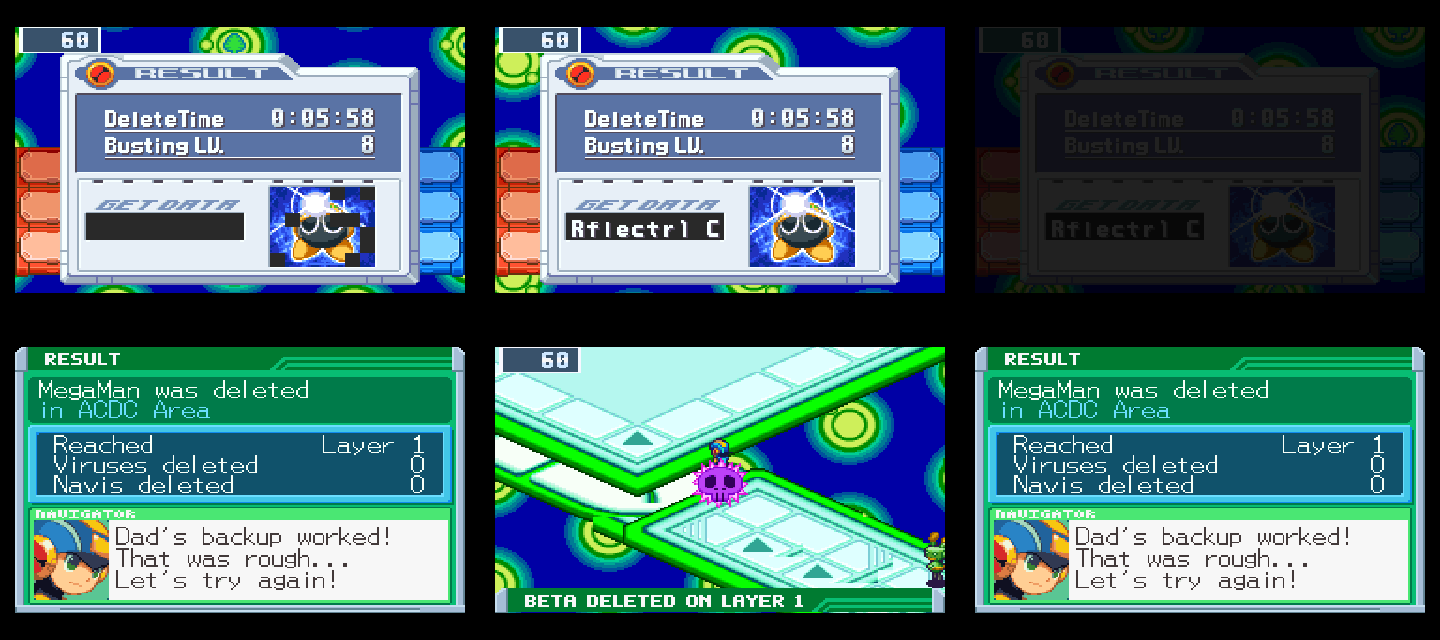 60
RESULT
DeleteTime 0:05:58
Busting LV. 8
GET DATA
60
RESULT
DeleteTime 0:05:58
Busting LV. 8
GET DATA
Rflectr1 C
60
RESULT
DeleteTime 0:05:58
Busting LV. 8
GET DATA
Rflectr1 C
RESULT
MegaMan was deleted
in ACDC Area
Reached Layer 1
Viruses deleted 0
Navis deleted 0
NAVIGATOR
Dad's backup worked!
That was rough...
Let's try again!
60
BETA DELETED ON LAYER 1
RESULT
MegaMan was deleted
in ACDC Area
Reached Layer 1
Viruses deleted 0
Navis deleted 0
NAVIGATOR
Dad's backup worked!
That was rough...
Let's try again!